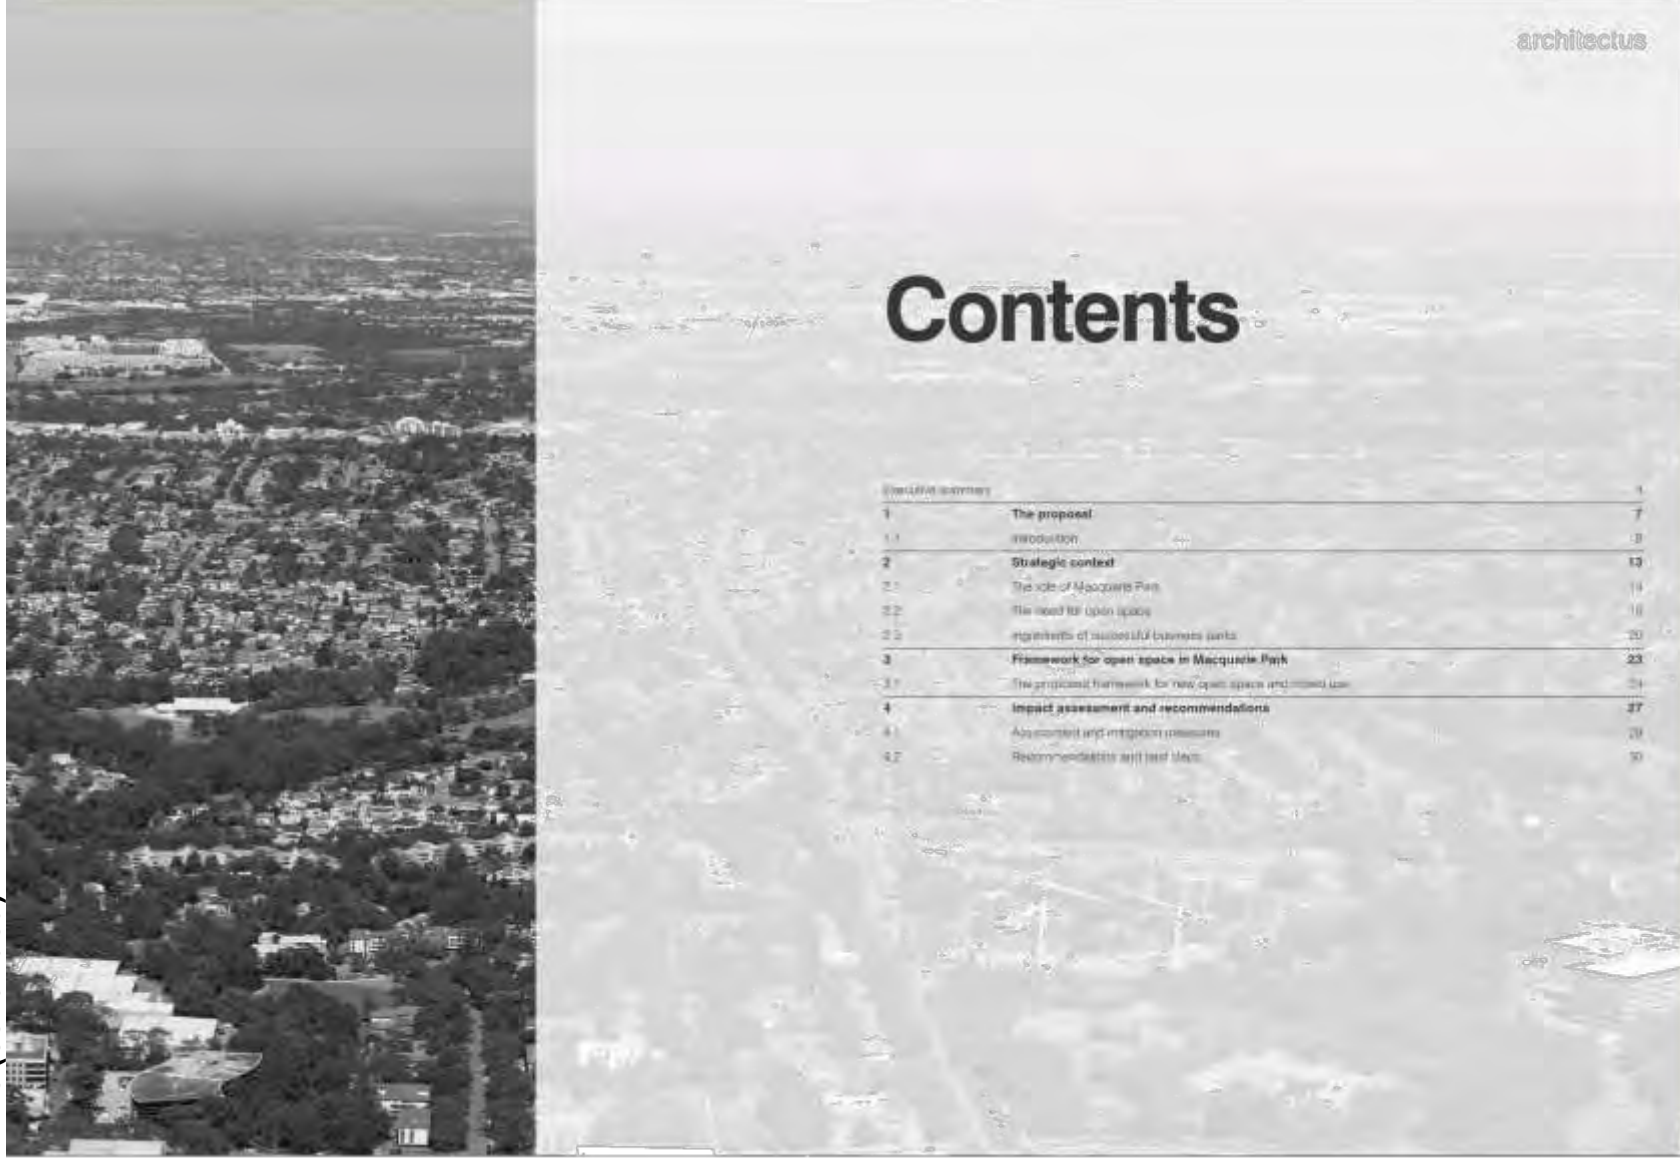 architectus
Contents
Executive summary 4
1 The proposal 7
1.1 Introduction 8
2 Strategic context 13
2.1 The role of Macquarie Park 14
2.2 The need for open space
2.3 Ingredients of successful business parks 20
3 Framework for open space in Macquarie Park 23
3.1 The proposed framework for new open space and mixed use 24
4 Impact assessment and recommendations 27
4.1 Assessment and mitigation measures
4.2 Recommendations and next steps 30